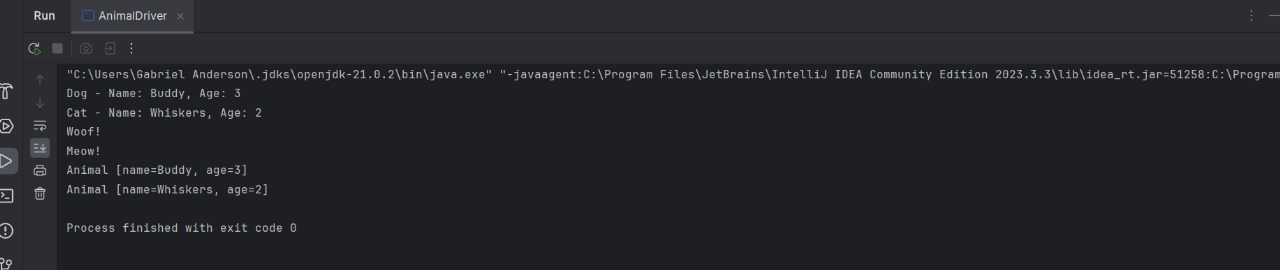 Run AnimalDriver
"C:\Users\Gabriel Anderson\.jdks\openjdk-21.0.2\bin\java.exe" "-javaagent:C:\Program Files\JetBrains\IntelliJ IDEA Community Edition 2023.3.3\lib\idea_rt.jar=51258:C:\Program
Dog - Name: Buddy, Age: 3
Cat - Name: Whiskers, Age: 2
Woof!
Meow!
Animal [name=Buddy, age=3]
Animal [name=Whiskers, age=2]
Process finished with exit code 0